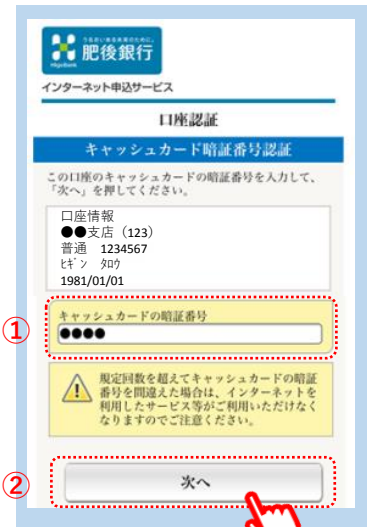 うるおいある未来のために。
肥後銀行
HigoBank
インターネット申込サービス
口座認証
キャッシュカード暗証番号認証
この口座のキャッシュカードの暗証番号を入力して、
「次へ」を押してください。
口座情報
●●支店（123）
普通 1234567
ﾋｷﾞﾝ ﾀﾛｳ
1981/01/01
①
キャッシュカードの暗証番号
●●●●
規定回数を超えてキャッシュカードの暗証
番号を間違えた場合は、インターネットを
利用したサービス等がご利用いただけなく
なりますのでご注意ください。
②
次へ